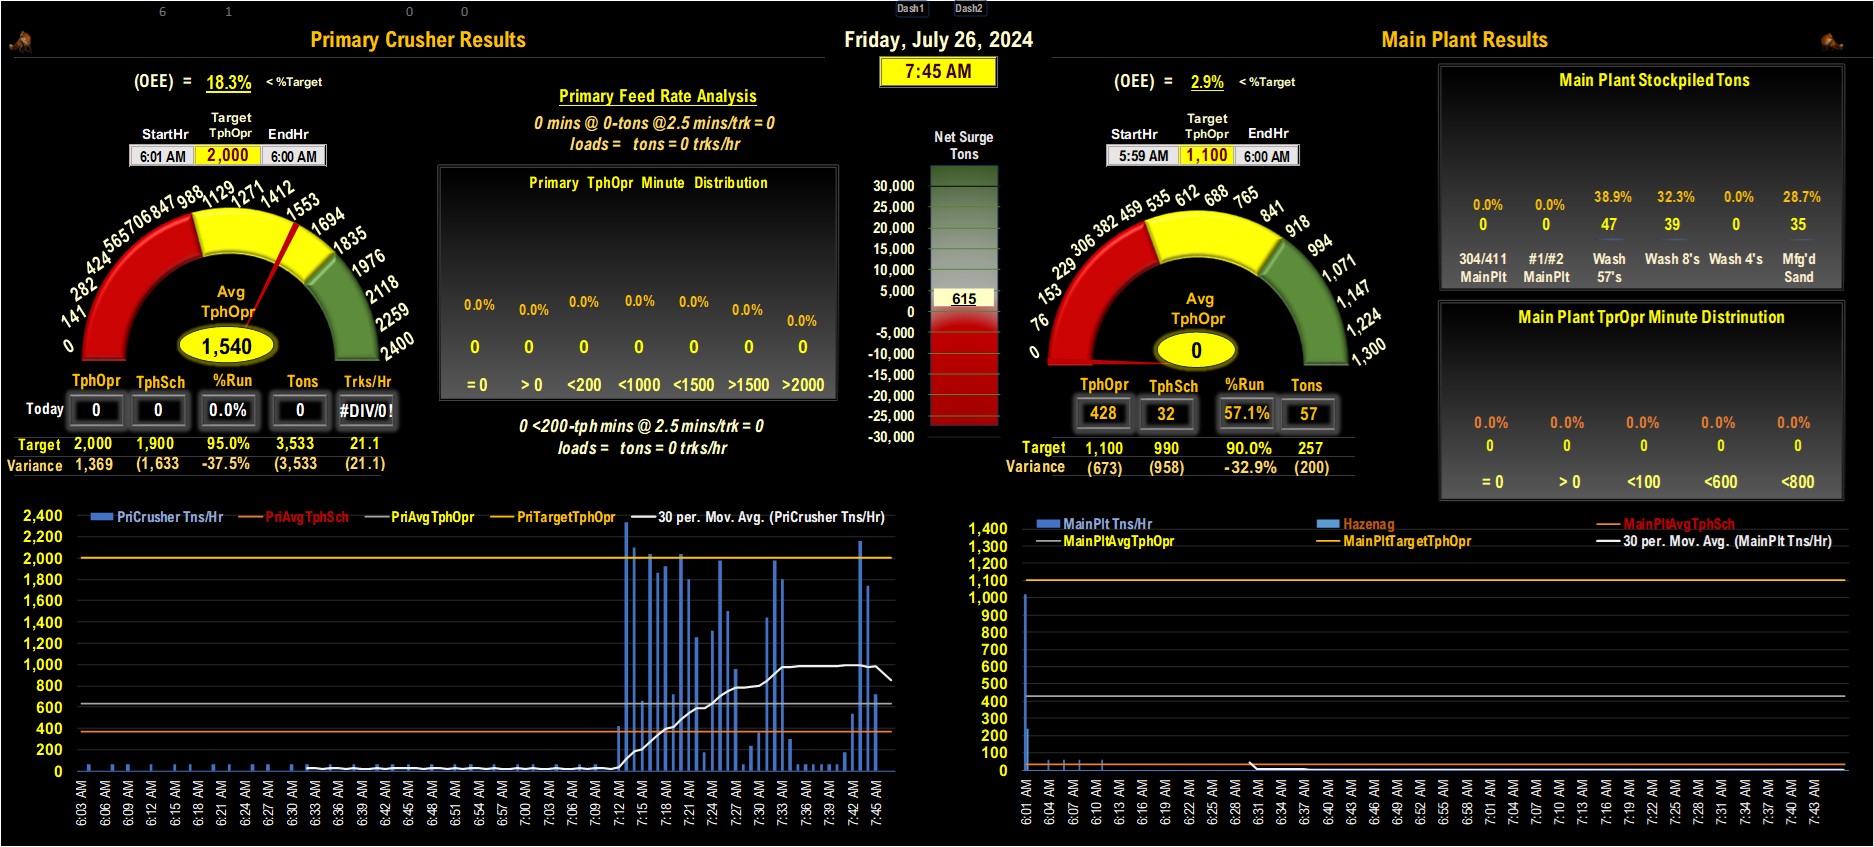 6 1 0 0 Dash1 Dash2
Primary Crusher Results
Friday, July 26, 2024
Main Plant Results
7:45 AM
(OEE) = 18.3% < %Target
Primary Feed Rate Analysis
0 mins @ 0-tons @2.5 mins/trk = 0
loads = tons = 0 trks/hr
Target
StartHr TphOpr EndHr
6:01 AM 2,000 6:00 AM
0
141
282
424
565
706
847
988
1129
1271
1412
1553
1694
1835
1976
2118
2259
2400
Avg
TphOpr
1,540
TphOpr TphSch %Run Tons Trks/Hr
Today 0 0 0.0% 0 #DIV/0!
Target 2,000 1,900 95.0% 3,533 21.1
Variance 1,369 (1,633 -37.5% (3,533 (21.1)
Primary TphOpr Minute Distribution
0.0% 0.0% 0.0% 0.0% 0.0% 0.0% 0.0%
0 0 0 0 0 0 0
= 0 > 0 <200 <1000 <1500 >1500 >2000
0 <200-tph mins @ 2.5 mins/trk = 0
loads = tons = 0 trks/hr
Net Surge
Tons
30,000
25,000
20,000
15,000
10,000
5,000
615
0
-5,000
-10,000
-15,000
-20,000
-25,000
-30,000
(OEE) = 2.9% < %Target
Target
StartHr TphOpr EndHr
5:59 AM 1,100 6:00 AM
0
76
153
229
306
382
459
535
612
688
765
841
918
994
1,071
1,147
1,224
1,300
Avg
TphOpr
0
TphOpr TphSch %Run Tons
428 32 57.1% 57
Target 1,100 990 90.0% 257
Variance (673) (958) -32.9% (200)
Main Plant Stockpiled Tons
0.0% 0.0% 38.9% 32.3% 0.0% 28.7%
0 0 47 39 0 35
304/411 #1/#2 Wash Wash 8's Wash 4's Mfg'd
MainPlt MainPlt 57's Sand
Main Plant TprOpr Minute Distrinution
0.0% 0.0% 0.0% 0.0% 0.0%
0 0 0 0 0
= 0 > 0 <100 <600 <800
PriCrusher Tns/Hr PriAvgTphSch PriAvgTphOpr PriTargetTphOpr 30 per. Mov. Avg. (PriCrusher Tns/Hr)
2,400
2,200
2,000
1,800
1,600
1,400
1,200
1,000
800
600
400
200
0
6:03 AM 6:06 AM 6:09 AM 6:12 AM 6:15 AM 6:18 AM 6:21 AM 6:24 AM 6:27 AM 6:30 AM 6:33 AM 6:36 AM 6:39 AM 6:42 AM 6:45 AM 6:48 AM 6:51 AM 6:54 AM 6:57 AM 7:00 AM 7:03 AM 7:06 AM 7:09 AM 7:12 AM 7:15 AM 7:18 AM 7:21 AM 7:24 AM 7:27 AM 7:30 AM 7:33 AM 7:36 AM 7:39 AM 7:42 AM 7:45 AM
MainPlt Tns/Hr Hazenag MainPltAvgTphSch
MainPltAvgTphOpr MainPltTargetTphOpr 30 per. Mov. Avg. (MainPlt Tns/Hr)
1,400
1,300
1,200
1,100
1,000
900
800
700
600
500
400
300
200
100
0
6:01 AM 6:04 AM 6:07 AM 6:10 AM 6:13 AM 6:16 AM 6:19 AM 6:22 AM 6:25 AM 6:28 AM 6:31 AM 6:34 AM 6:37 AM 6:40 AM 6:43 AM 6:46 AM 6:49 AM 6:52 AM 6:55 AM 6:58 AM 7:01 AM 7:04 AM 7:07 AM 7:10 AM 7:13 AM 7:16 AM 7:19 AM 7:22 AM 7:25 AM 7:28 AM 7:31 AM 7:34 AM 7:37 AM 7:40 AM 7:43 AM